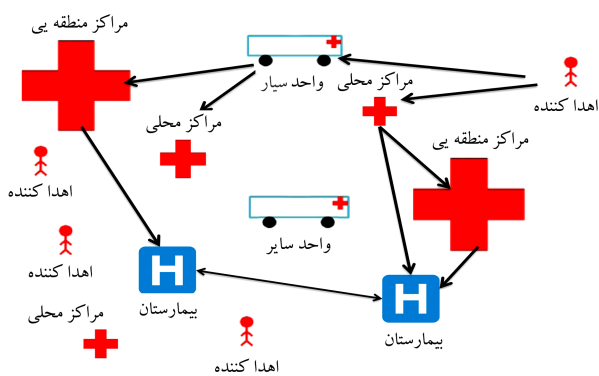 مراکز منطقه یی
واحد سیار
مراکز محلی
اهدا کننده
مراکز محلی
مراکز منطقه یی
اهدا کننده
واحد سایر
اهدا کننده
H
بیمارستان
H
بیمارستان
مراکز محلی
اهدا کننده